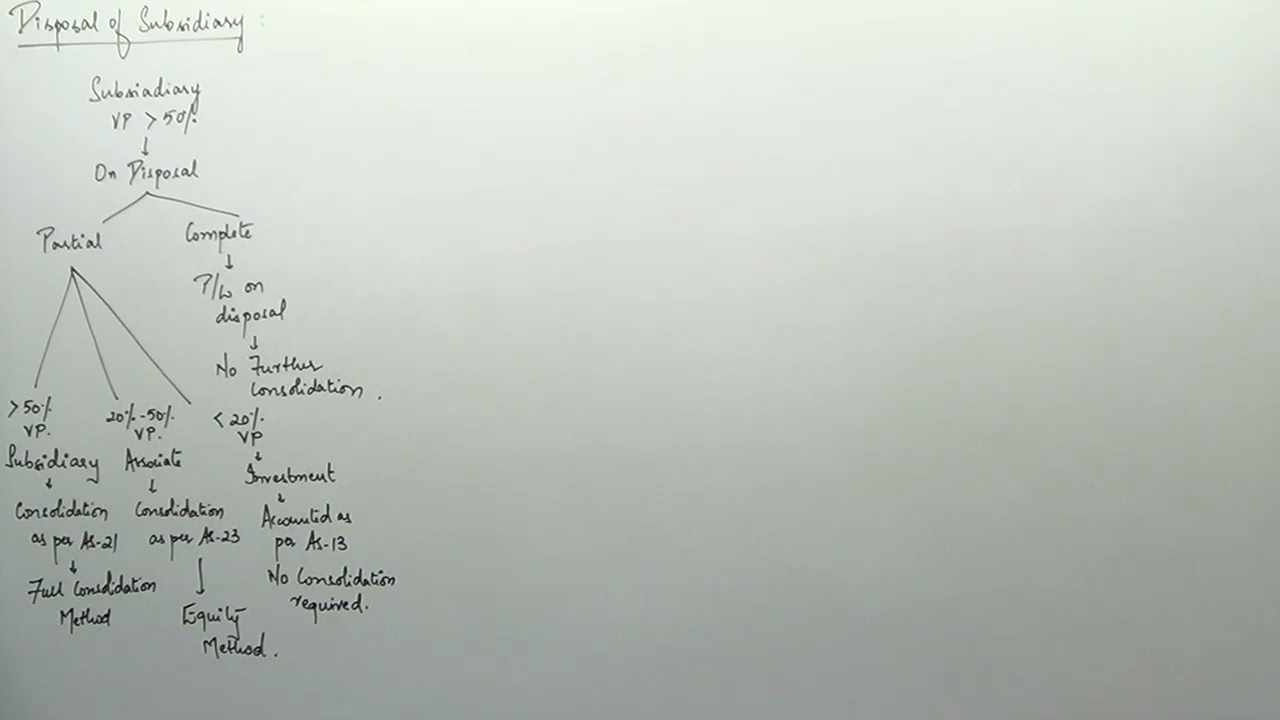 Disposal of Subsidiary :
Subsiadiary
VP > 50%
↓
On Disposal
Partial
Complete
↓
P/L on
disposal
↓
No Further
Consolidation.
> 50%
VP.
Subsidiary
↓
Consolidation
as per AS-21
↓
Full Consolidation
Method
20%-50%
VP.
Associate
↓
Consolidation
as per AS-23
↓
Equity
Method.
< 20%
VP
↓
Investment
↓
Accounted as
per AS-13
No Consolidation
required.